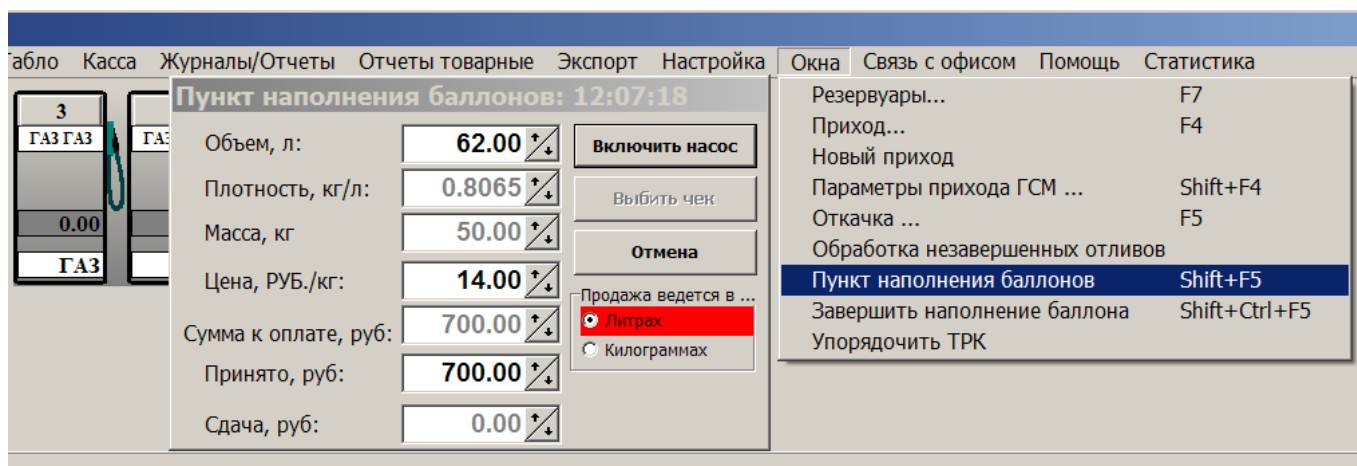 абло Касса Журналы/Отчеты Отчеты товарные Экспорт Настройка Окна Связь с офисом Помощь Статистика
3
ГАЗ ГАЗ
ГАЗ
0.00
ГАЗ
Пункт наполнения баллонов: 12:07:18
Объем, л: 62.00 Включить насос
Плотность, кг/л: 0.8065 Выбить чек
Масса, кг 50.00
Отмена
Цена, РУБ./кг: 14.00
Продажа ведется в ...
Сумма к оплате, руб: 700.00 Литрах
Килограммах
Принято, руб: 700.00
Сдача, руб: 0.00
Резервуары... F7
Приход... F4
Новый приход
Параметры прихода ГСМ ... Shift+F4
Откачка ... F5
Обработка незавершенных отливов
Пункт наполнения баллонов Shift+F5
Завершить наполнение баллона Shift+Ctrl+F5
Упорядочить ТРК